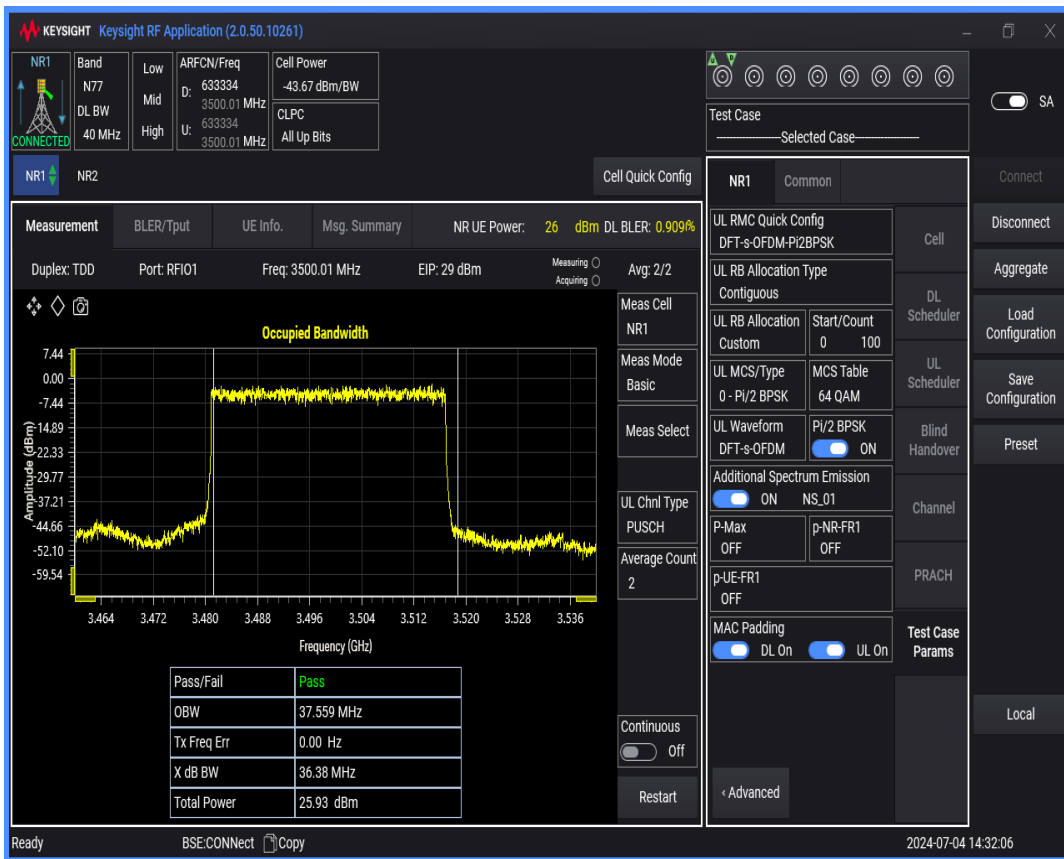 KEYSIGHT Keysight RF Application (2.0.50.10261)
NR1
CONNECTED
Band
N77
DL BW
40 MHz
Low
Mid
High
ARFCN/Freq
D: 633334
3500.01 MHz
U: 633334
3500.01 MHz
Cell Power
-43.67 dBm/BW
CLPC
All Up Bits
Test Case
Selected Case
SA
NR1 NR2
Cell Quick Config
Measurement BLER/Tput UE Info. Msg. Summary NR UE Power: 26 dBm DL BLER: 0.909%
Duplex: TDD Port: RFIO1 Freq: 3500.01 MHz EIP: 29 dBm
Measuring
Acquiring
Avg: 2/2
Occupied Bandwidth
Amplitude (dBm)
7.44
0.00
-7.44
-14.89
-22.33
-29.77
-37.21
-44.66
-52.10
-59.54
3.464 3.472 3.480 3.488 3.496 3.504 3.512 3.520 3.528 3.536
Frequency (GHz)
Pass/Fail Pass
OBW 37.559 MHz
Tx Freq Err 0.00 Hz
X dB BW 36.38 MHz
Total Power 25.93 dBm
Meas Cell
NR1
Meas Mode
Basic
Meas Select
UL Chnl Type
PUSCH
Average Count
2
Continuous
Off
Restart
NR1 Common
UL RMC Quick Config
DFT-s-OFDM-Pi2BPSK
UL RB Allocation Type
Contiguous
UL RB Allocation
Custom
Start/Count
0 100
UL MCS/Type
0 - Pi/2 BPSK
MCS Table
64 QAM
UL Waveform
DFT-s-OFDM
Pi/2 BPSK
ON
Additional Spectrum Emission
ON NS_01
P-Max
OFF
p-NR-FR1
OFF
p-UE-FR1
OFF
MAC Padding
DL On UL On
‹ Advanced
Cell
DL
Scheduler
UL
Scheduler
Blind
Handover
Channel
PRACH
Test Case
Params
Connect
Disconnect
Aggregate
Load
Configuration
Save
Configuration
Preset
Local
Ready BSE:CONNect Copy 2024-07-04 14:32:06